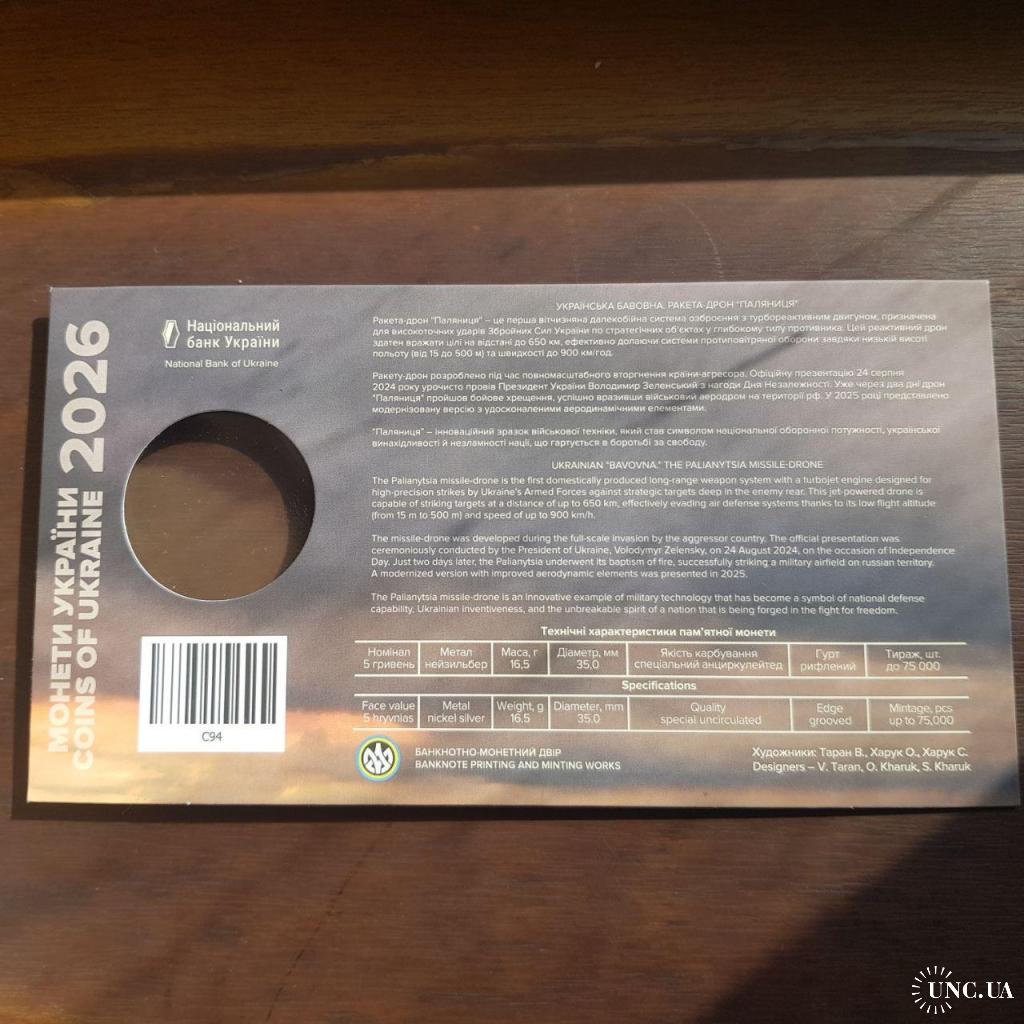 МОНЕТИ УКРАЇНИ 2026
COINS OF UKRAINE
Національний
банк України
National Bank of Ukraine
C94
УКРАЇНСЬКА БАВОВНА. РАКЕТА-ДРОН "ПАЛЯНИЦЯ"
Ракета-дрон "Паляниця" – це перша вітчизняна далекобійна система озброєння з турбореактивним двигуном, призначена
для високоточних ударів Збройних Сил України по стратегічних об'єктах у глибокому тилу противника. Цей реактивний дрон
здатен вражати цілі на відстані до 650 км, ефективно долаючи системи протиповітряної оборони завдяки низькій висоті
польоту (від 15 до 500 м) та швидкості до 900 км/год.
Ракету-дрон розроблено під час повномасштабного вторгнення країни-агресора. Офіційну презентацію 24 серпня
2024 року урочисто провів Президент України Володимир Зеленський з нагоди Дня Незалежності. Уже через два дні дрон
"Паляниця" пройшов бойове хрещення, успішно вразивши військовий аеродром на території рф. У 2025 році представлено
модернізовану версію з удосконаленими аеродинамічними елементами.
"Паляниця" – інноваційний зразок військової техніки, який став символом національної оборонної потужності, української
винахідливості й незламності нації, що гартується в боротьбі за свободу.
UKRAINIAN "BAVOVNA." THE PALIANYTSIA MISSILE-DRONE
The Palianytsia missile-drone is the first domestically produced long-range weapon system with a turbojet engine designed for
high-precision strikes by Ukraine's Armed Forces against strategic targets deep in the enemy rear. This jet-powered drone is
capable of striking targets at a distance of up to 650 km, effectively evading air defense systems thanks to its low flight altitude
(from 15 m to 500 m) and speed of up to 900 km/h.
The missile-drone was developed during the full-scale invasion by the aggressor country. The official presentation was
ceremoniously conducted by the President of Ukraine, Volodymyr Zelensky, on 24 August 2024, on the occasion of Independence
Day. Just two days later, the Palianytsia underwent its baptism of fire, successfully striking a military airfield on russian territory.
A modernized version with improved aerodynamic elements was presented in 2025.
The Palianytsia missile-drone is an innovative example of military technology that has become a symbol of national defense
capability, Ukrainian inventiveness, and the unbreakable spirit of a nation that is being forged in the fight for freedom.
Технічні характеристики пам'ятної монети
Номінал Метал Маса, г Діаметр, мм Якість карбування Гурт Тираж, шт.
5 гривень нейзильбер 16,5 35,0 спеціальний анциркулейтед рифлений до 75 000
Specifications
Face value Metal Weight, g Diameter, mm Quality Edge Mintage, pcs
5 hryvnias nickel silver 16.5 35.0 special uncirculated grooved up to 75,000
БАНКНОТНО-МОНЕТНИЙ ДВІР
BANKNOTE PRINTING AND MINTING WORKS
Художники: Таран В., Харук О., Харук С.
Designers – V. Taran, O. Kharuk, S. Kharuk
UNC.UA